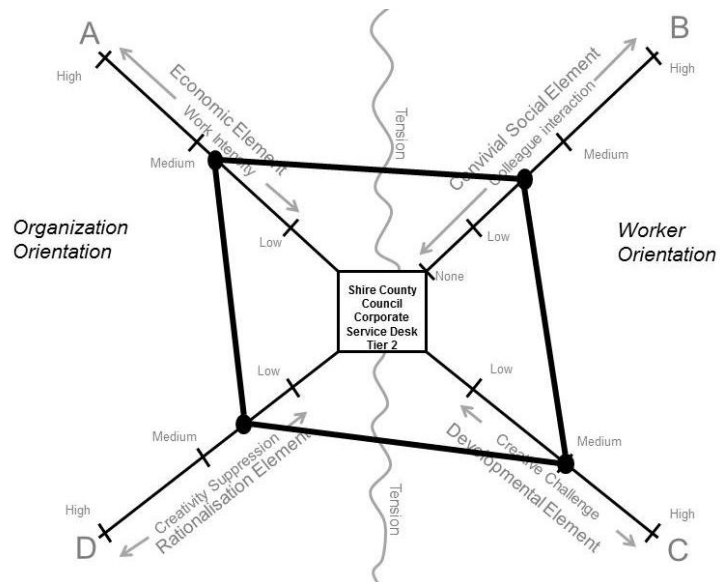 A
B
High
High
Economic Element
Work Intensity
Tension
Convivial Social Element
Colleague interaction
Medium
Medium
Organization
Orientation
Worker
Orientation
Low
Low
None
Shire County
Council
Corporate
Service Desk
Tier 2
Low
Low
Medium
Medium
Creativity Suppression
Rationalisation Element
Tension
Creative Challenge
Developmental Element
High
High
D
C